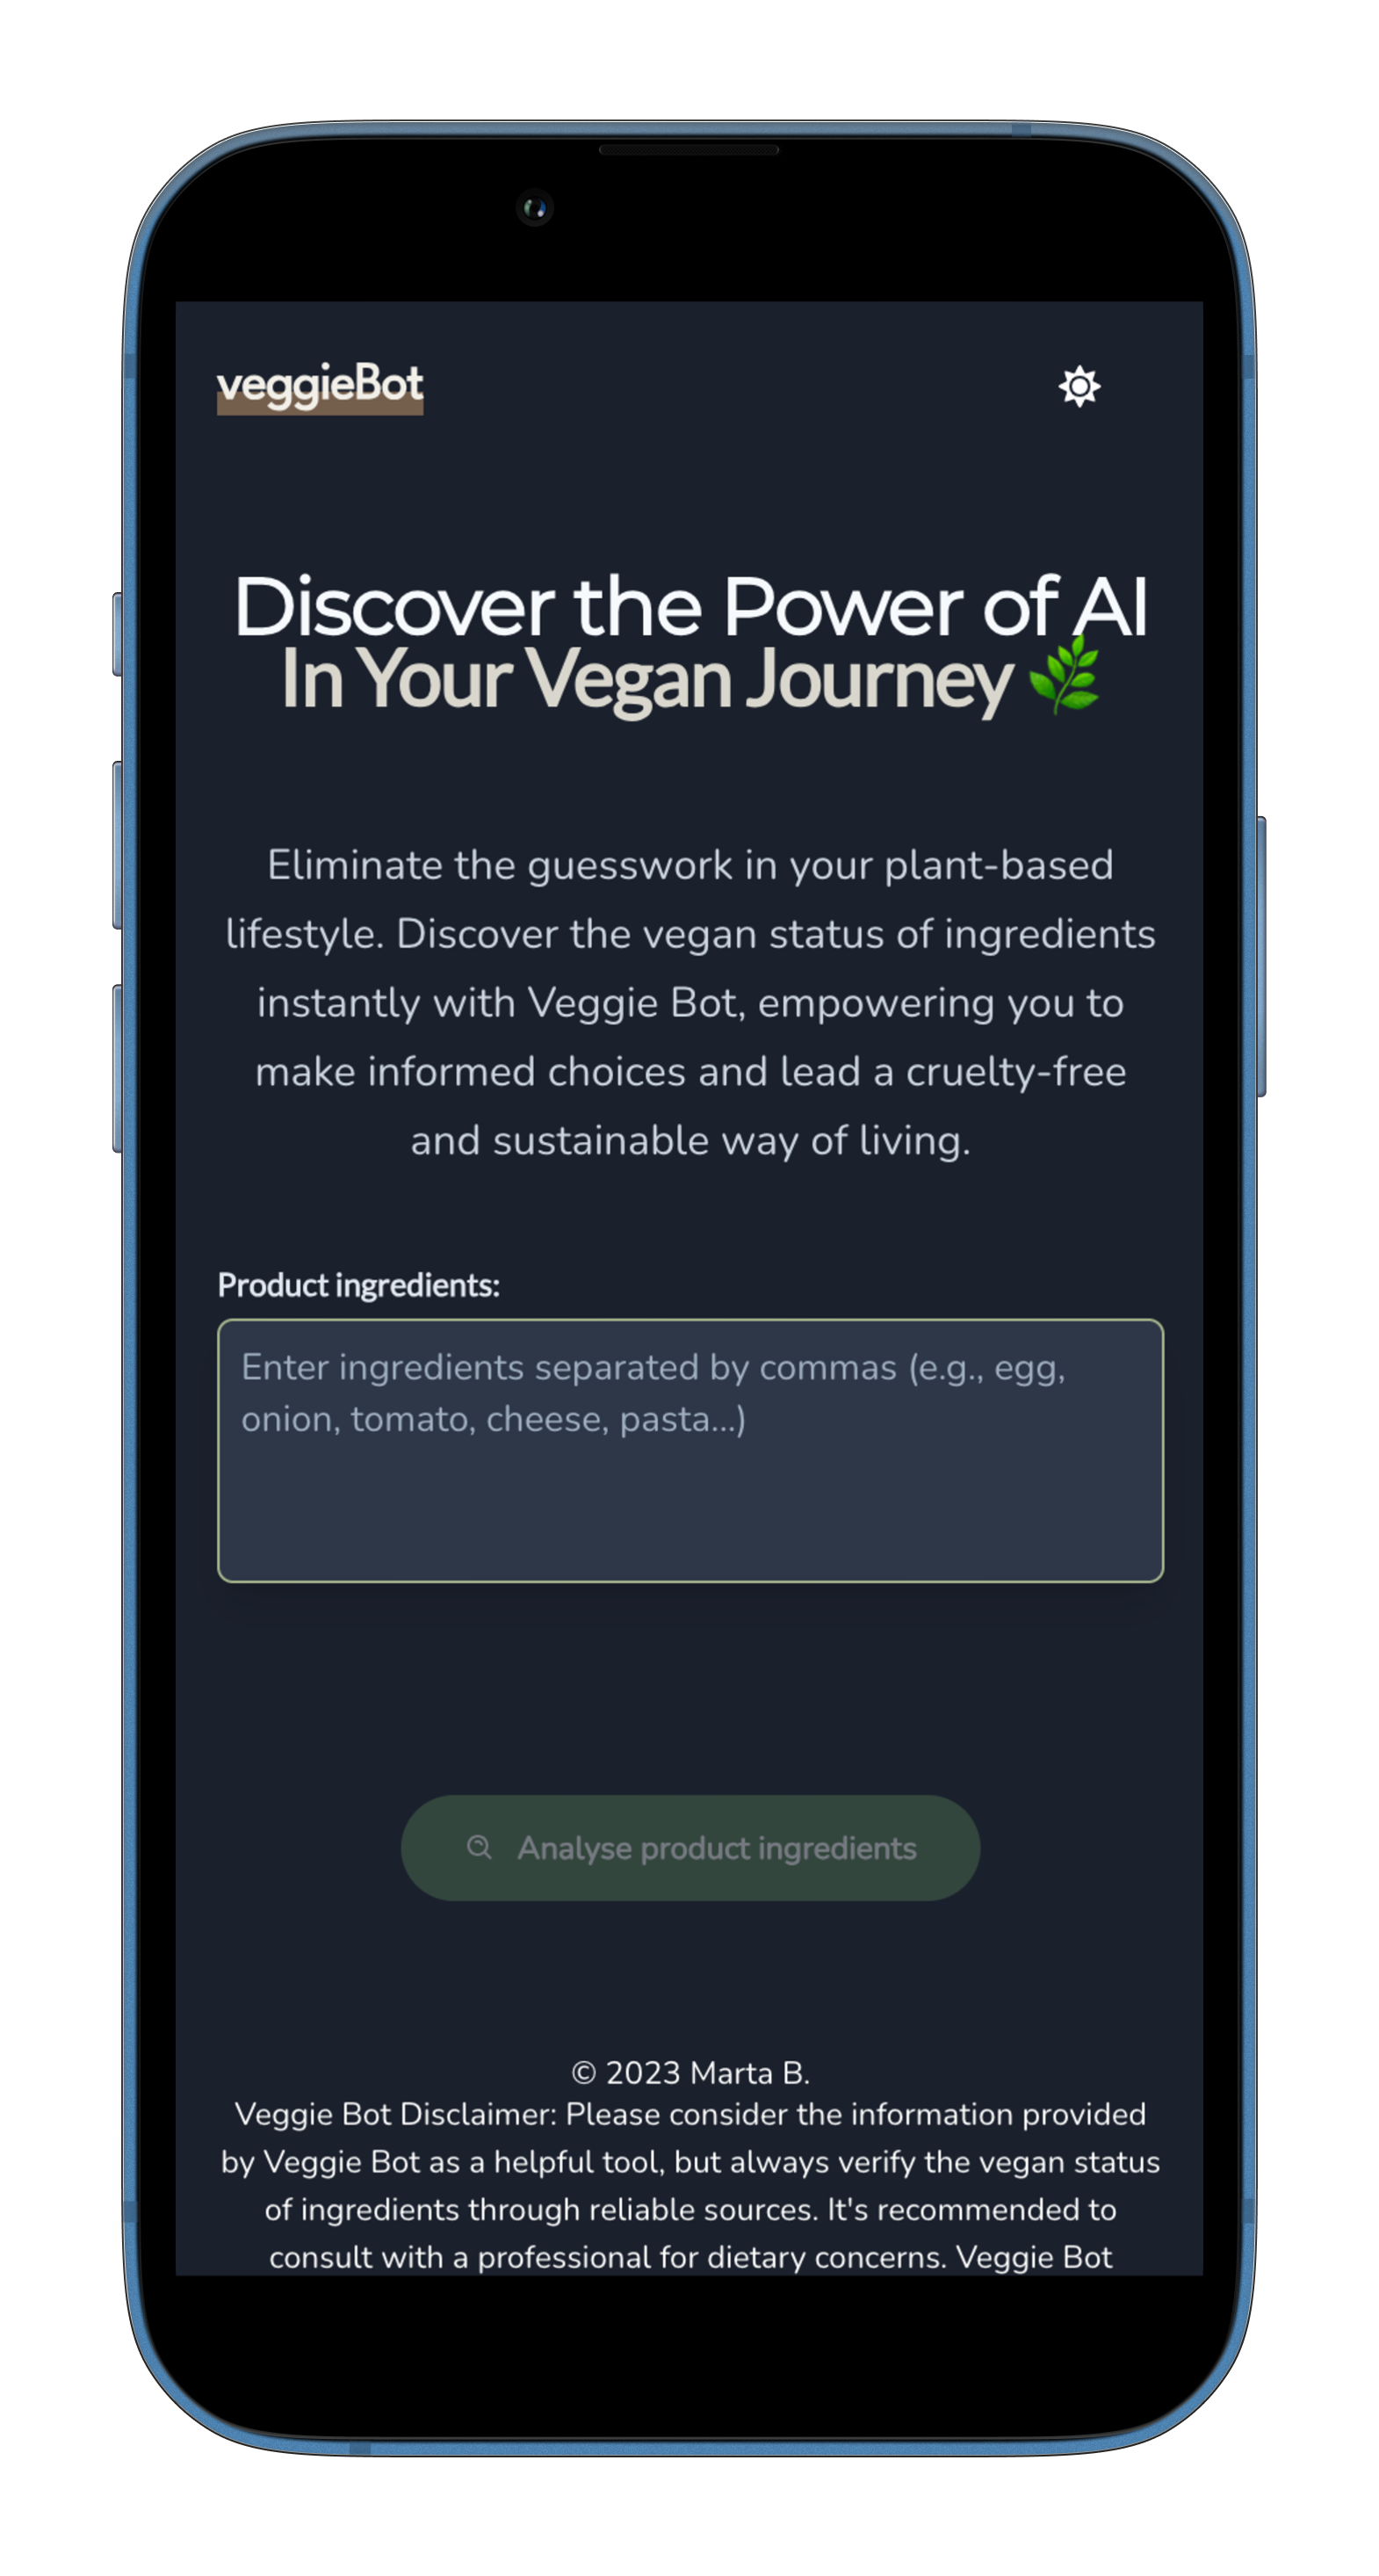 veggieBot
Discover the Power of AI
In Your Vegan Journey🌿
Eliminate the guesswork in your plant-based
lifestyle. Discover the vegan status of ingredients
instantly with Veggie Bot, empowering you to
make informed choices and lead a cruelty-free
and sustainable way of living.
Product ingredients:
Enter ingredients separated by commas (e.g., egg,
onion, tomato, cheese, pasta...)
Analyse product ingredients
© 2023 Marta B.
Veggie Bot Disclaimer: Please consider the information provided
by Veggie Bot as a helpful tool, but always verify the vegan status
of ingredients through reliable sources. It's recommended to
consult with a professional for dietary concerns. Veggie Bot